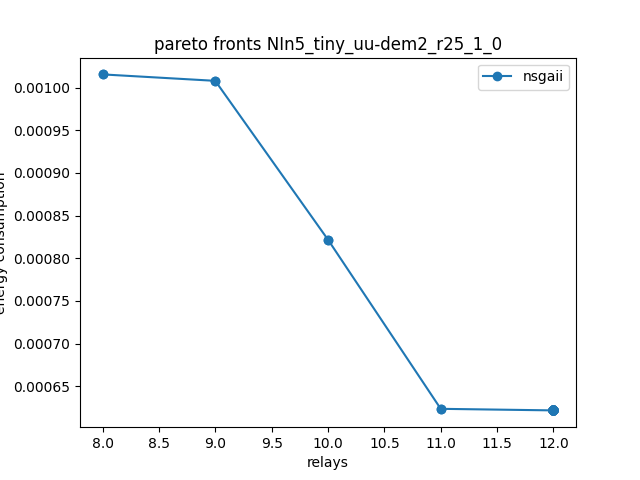 pareto fronts NIn5_tiny_uu-dem2_r25_1_0
nsgaii
0.00100
0.00095
0.00090
0.00085
0.00080
0.00075
0.00070
0.00065
energy consumption
8.0 8.5 9.0 9.5 10.0 10.5 11.0 11.5 12.0
relays